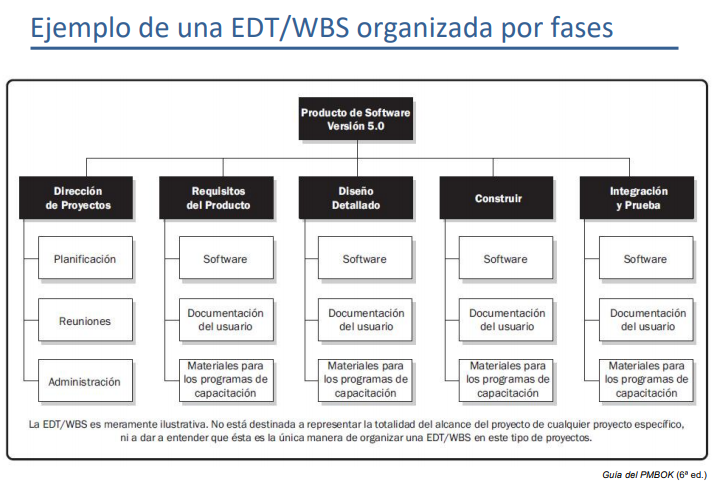 Ejemplo de una EDT/WBS organizada por fases
Producto de Software
Versión 5.0
Dirección
de Proyectos
Requisitos
del Producto
Diseño
Detallado
Construir
Integración
y Prueba
Planificación
Software
Software
Software
Software
Reuniones
Documentación
del usuario
Documentación
del usuario
Documentación
del usuario
Documentación
del usuario
Administración
Materiales para
los programas de
capacitación
Materiales para
los programas de
capacitación
Materiales para
los programas de
capacitación
Materiales para
los programas de
capacitación
La EDT/WBS es meramente ilustrativa. No está destinada a representar la totalidad del alcance del proyecto de cualquier proyecto específico,
ni a dar a entender que ésta es la única manera de organizar una EDT/WBS en este tipo de proyectos.
Guía del PMBOK (6ª ed.)